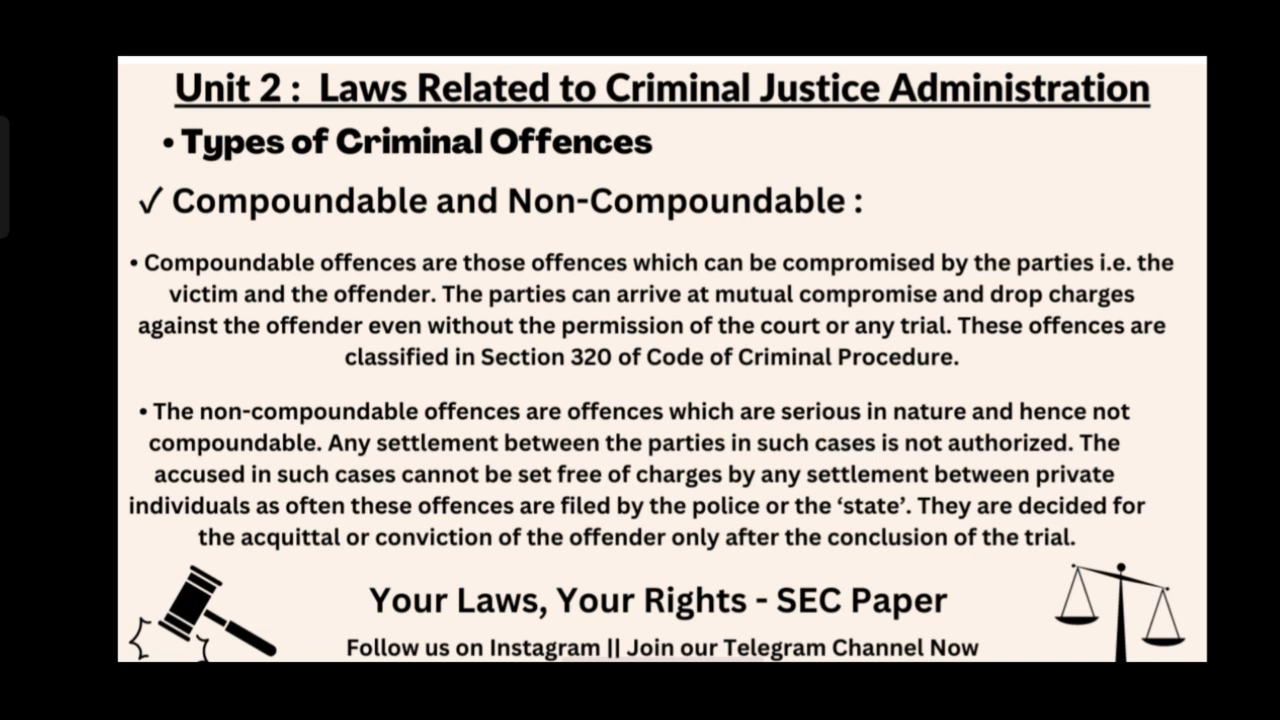 Unit 2 :  Laws Related to Criminal Justice Administration
• Types of Criminal Offences
✓ Compoundable and Non-Compoundable :
• Compoundable offences are those offences which can be compromised by the parties i.e. the
victim and the offender. The parties can arrive at mutual compromise and drop charges
against the offender even without the permission of the court or any trial. These offences are
classified in Section 320 of Code of Criminal Procedure.
• The non-compoundable offences are offences which are serious in nature and hence not
compoundable. Any settlement between the parties in such cases is not authorized. The
accused in such cases cannot be set free of charges by any settlement between private
individuals as often these offences are filed by the police or the ‘state’. They are decided for
the acquittal or conviction of the offender only after the conclusion of the trial.
Your Laws, Your Rights - SEC Paper
Follow us on Instagram || Join our Telegram Channel Now